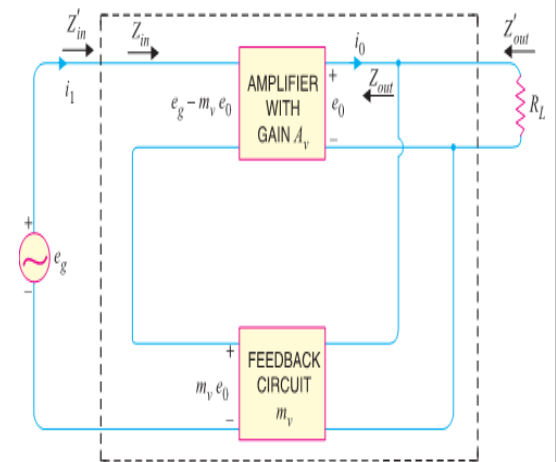 Z'in
Zin
i0
Z'out
i1
AMPLIFIER
WITH
GAIN Av
eg – mv e0
+
e0
–
Zout
RL
+
eg
–
FEEDBACK
CIRCUIT
mv
+
mv e0
–